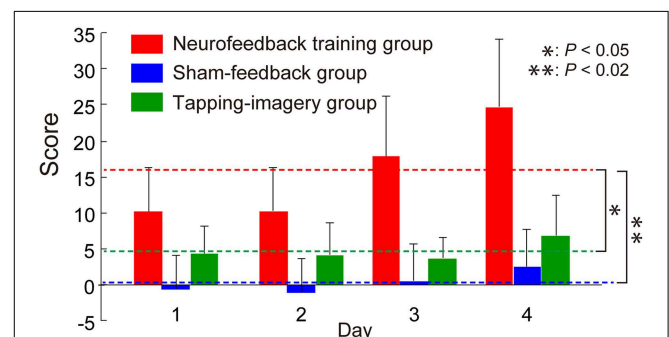 35
30
25
20
15
10
5
0
-5
Score
Neurofeedback training group
Sham-feedback group
Tapping-imagery group
*: P < 0.05
**: P < 0.02
*
**
1 2 3 4
Day